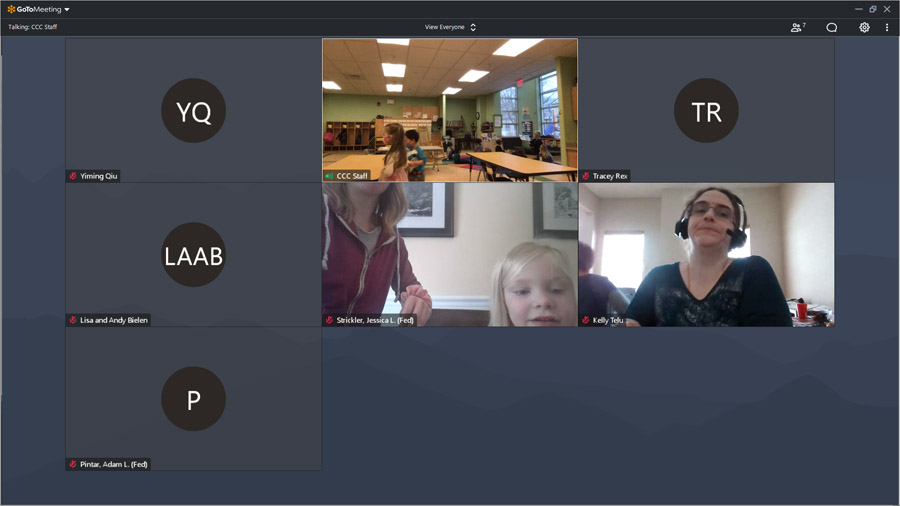 GoToMeeting
Talking: CCC Staff
View Everyone
7
YQ
TR
Yiming Qiu
CCC Staff
Tracey Rex
LAAB
Lisa and Andy Bielen
Strickler, Jessica L. (Fed)
Kelly Telu
P
Pintar, Adam L. (Fed)